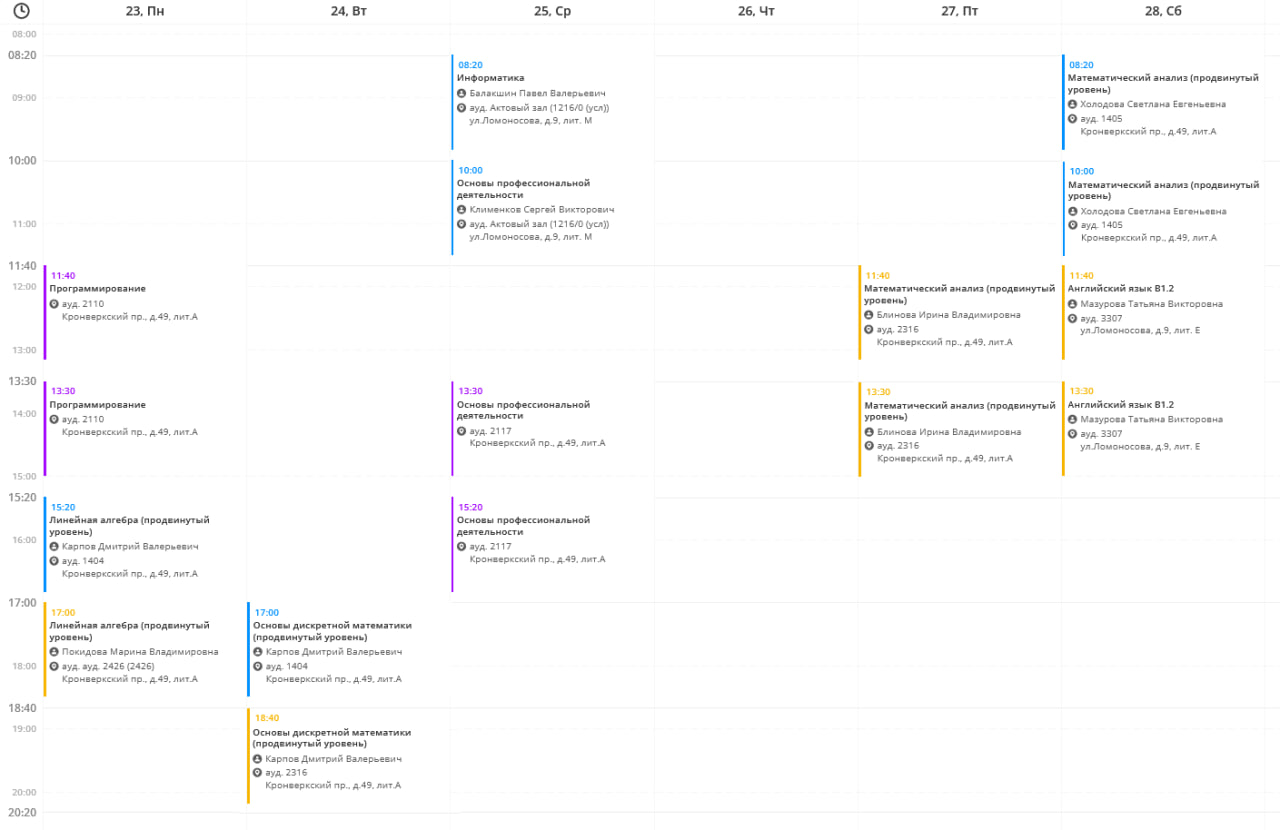 23, Пн
24, Вт
25, Ср
26, Чт
27, Пт
28, Сб
08:00
08:20
09:00
10:00
11:00
11:40
12:00
13:00
13:30
14:00
15:00
15:20
16:00
17:00
18:00
18:40
19:00
20:00
20:20
11:40
Программирование
ауд. 2110
Кронверкский пр., д.49, лит.А
13:30
Программирование
ауд. 2110
Кронверкский пр., д.49, лит.А
15:20
Линейная алгебра (продвинутый
уровень)
Карпов Дмитрий Валерьевич
ауд. 1404
Кронверкский пр., д.49, лит.А
17:00
Линейная алгебра (продвинутый
уровень)
Покидова Марина Владимировна
ауд. ауд. 2426 (2426)
Кронверкский пр., д.49, лит.А
17:00
Основы дискретной математики
(продвинутый уровень)
Карпов Дмитрий Валерьевич
ауд. 1404
Кронверкский пр., д.49, лит.А
18:40
Основы дискретной математики
(продвинутый уровень)
Карпов Дмитрий Валерьевич
ауд. 2316
Кронверкский пр., д.49, лит.А
08:20
Информатика
Балакшин Павел Валерьевич
ауд. Актовый зал (1216/0 (усл))
ул.Ломоносова, д.9, лит. М
10:00
Основы профессиональной
деятельности
Клименков Сергей Викторович
ауд. Актовый зал (1216/0 (усл))
ул.Ломоносова, д.9, лит. М
13:30
Основы профессиональной
деятельности
ауд. 2117
Кронверкский пр., д.49, лит.А
15:20
Основы профессиональной
деятельности
ауд. 2117
Кронверкский пр., д.49, лит.А
11:40
Математический анализ (продвинутый
уровень)
Блинова Ирина Владимировна
ауд. 2316
Кронверкский пр., д.49, лит.А
13:30
Математический анализ (продвинутый
уровень)
Блинова Ирина Владимировна
ауд. 2316
Кронверкский пр., д.49, лит.А
08:20
Математический анализ (продвинутый
уровень)
Холодова Светлана Евгеньевна
ауд. 1405
Кронверкский пр., д.49, лит.А
10:00
Математический анализ (продвинутый
уровень)
Холодова Светлана Евгеньевна
ауд. 1405
Кронверкский пр., д.49, лит.А
11:40
Английский язык В1.2
Мазурова Татьяна Викторовна
ауд. 3307
ул.Ломоносова, д.9, лит. Е
13:30
Английский язык В1.2
Мазурова Татьяна Викторовна
ауд. 3307
ул.Ломоносова, д.9, лит. Е